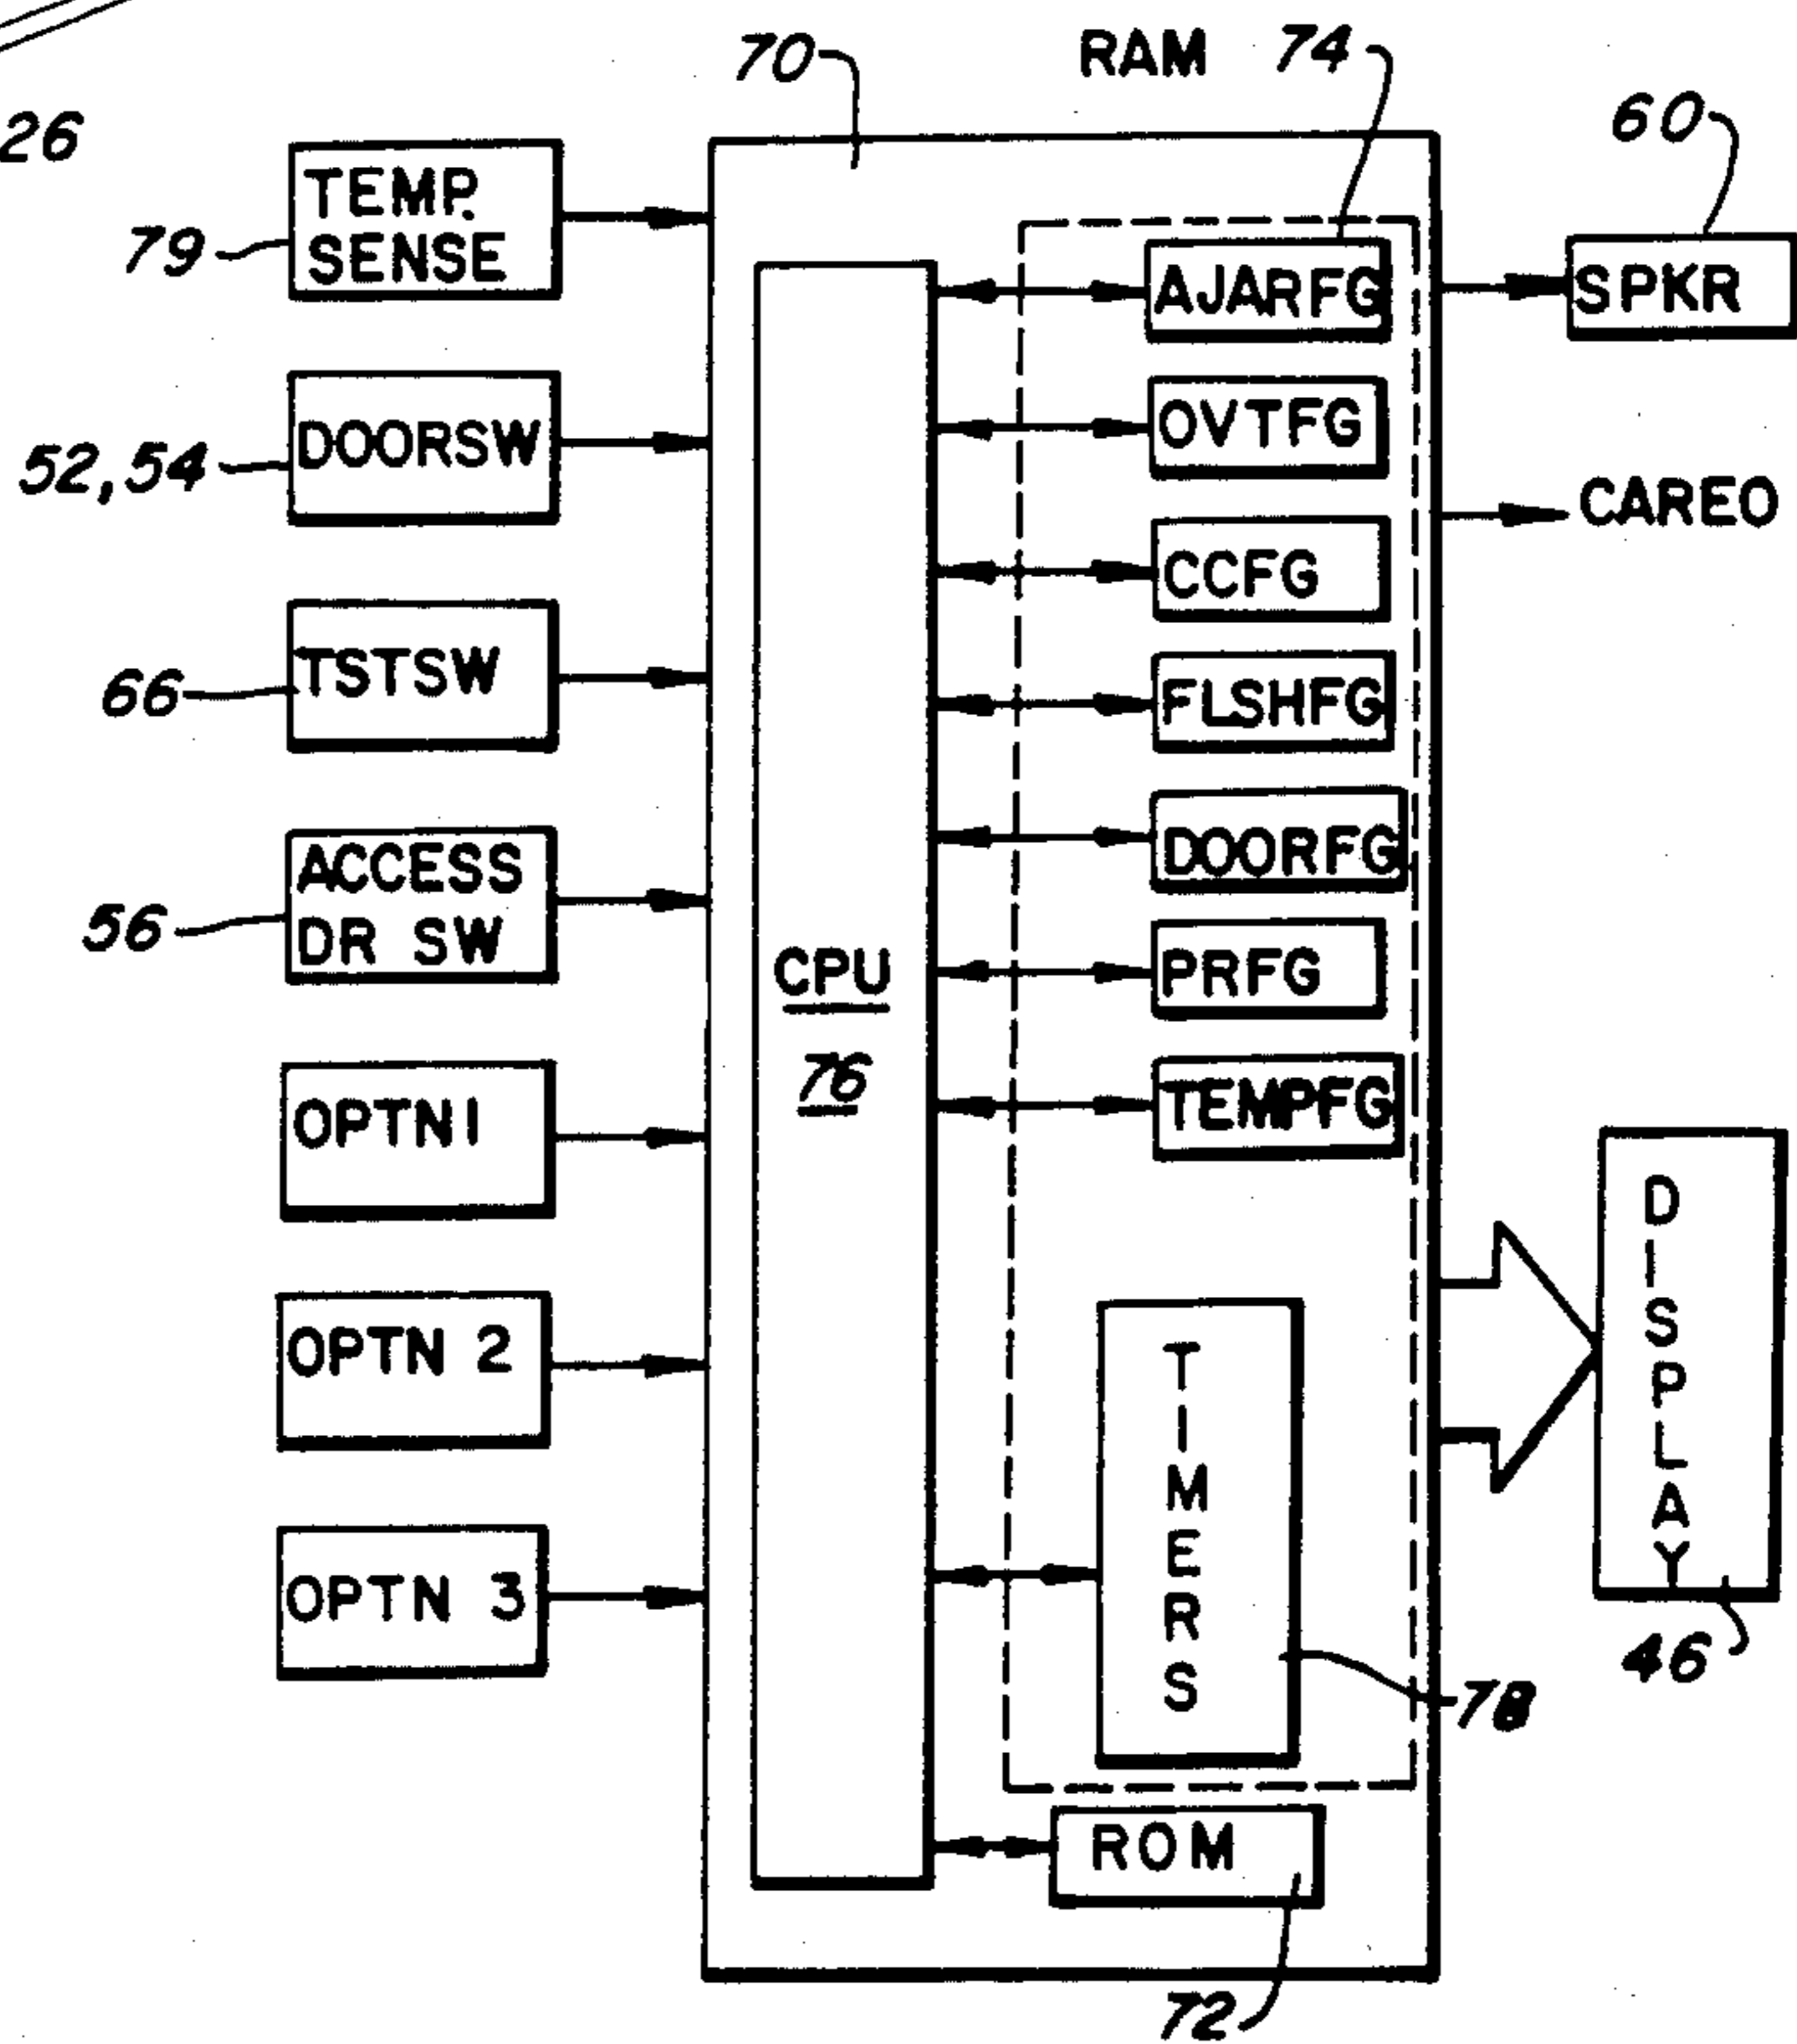 70
RAM
74
60
26
TEMP.
SENSE
79
AJARFG
SPKR
DOORSW
52,54
OVTFG
CAREO
CCFG
TSTSW
66
FLSHFG
ACCESS
DR SW
56
DOORFG
CPU
76
PRFG
TEMPFG
OPTN1
OPTN 2
OPTN 3
TIMERS
78
DISPLAY
46
ROM
72